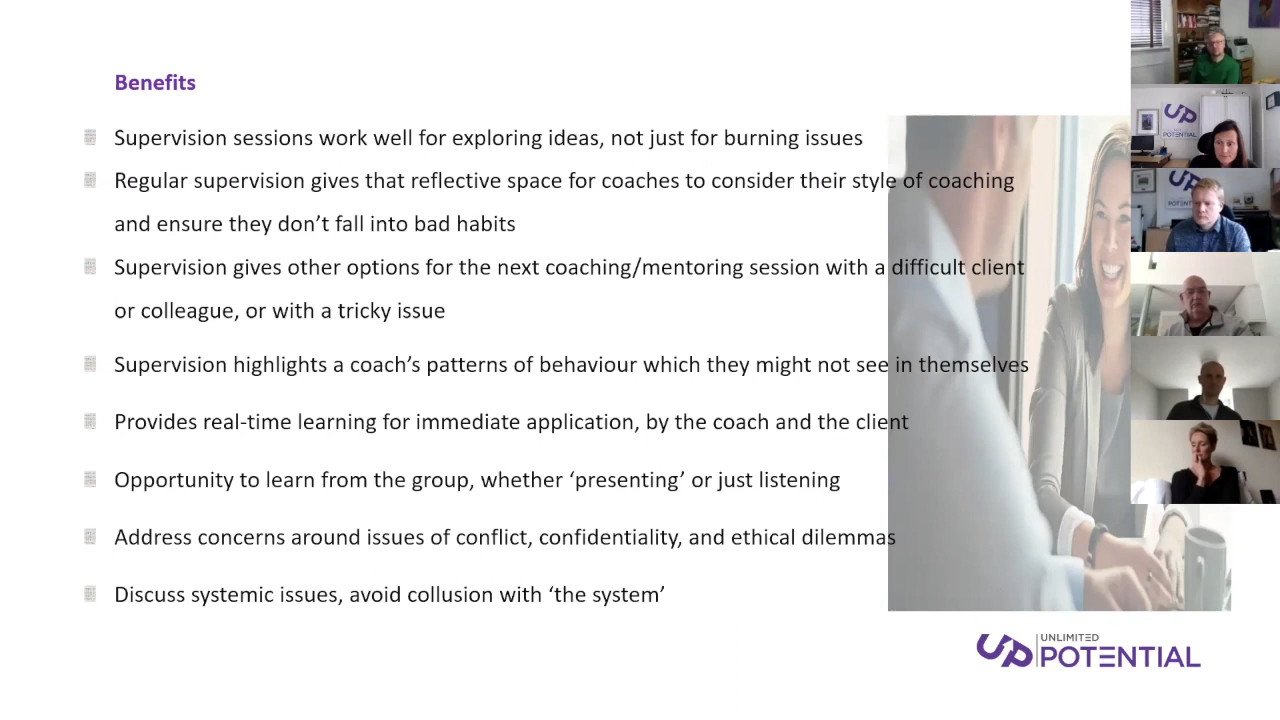 Benefits
Supervision sessions work well for exploring ideas, not just for burning issues
Regular supervision gives that reflective space for coaches to consider their style of coaching
and ensure they don’t fall into bad habits
Supervision gives other options for the next coaching/mentoring session with a difficult client
or colleague, or with a tricky issue
Supervision highlights a coach’s patterns of behaviour which they might not see in themselves
Provides real-time learning for immediate application, by the coach and the client
Opportunity to learn from the group, whether ‘presenting’ or just listening
Address concerns around issues of conflict, confidentiality, and ethical dilemmas
Discuss systemic issues, avoid collusion with ‘the system’
UP
UNLIMITED
POTENTIAL
UP
POTENTIAL
UP